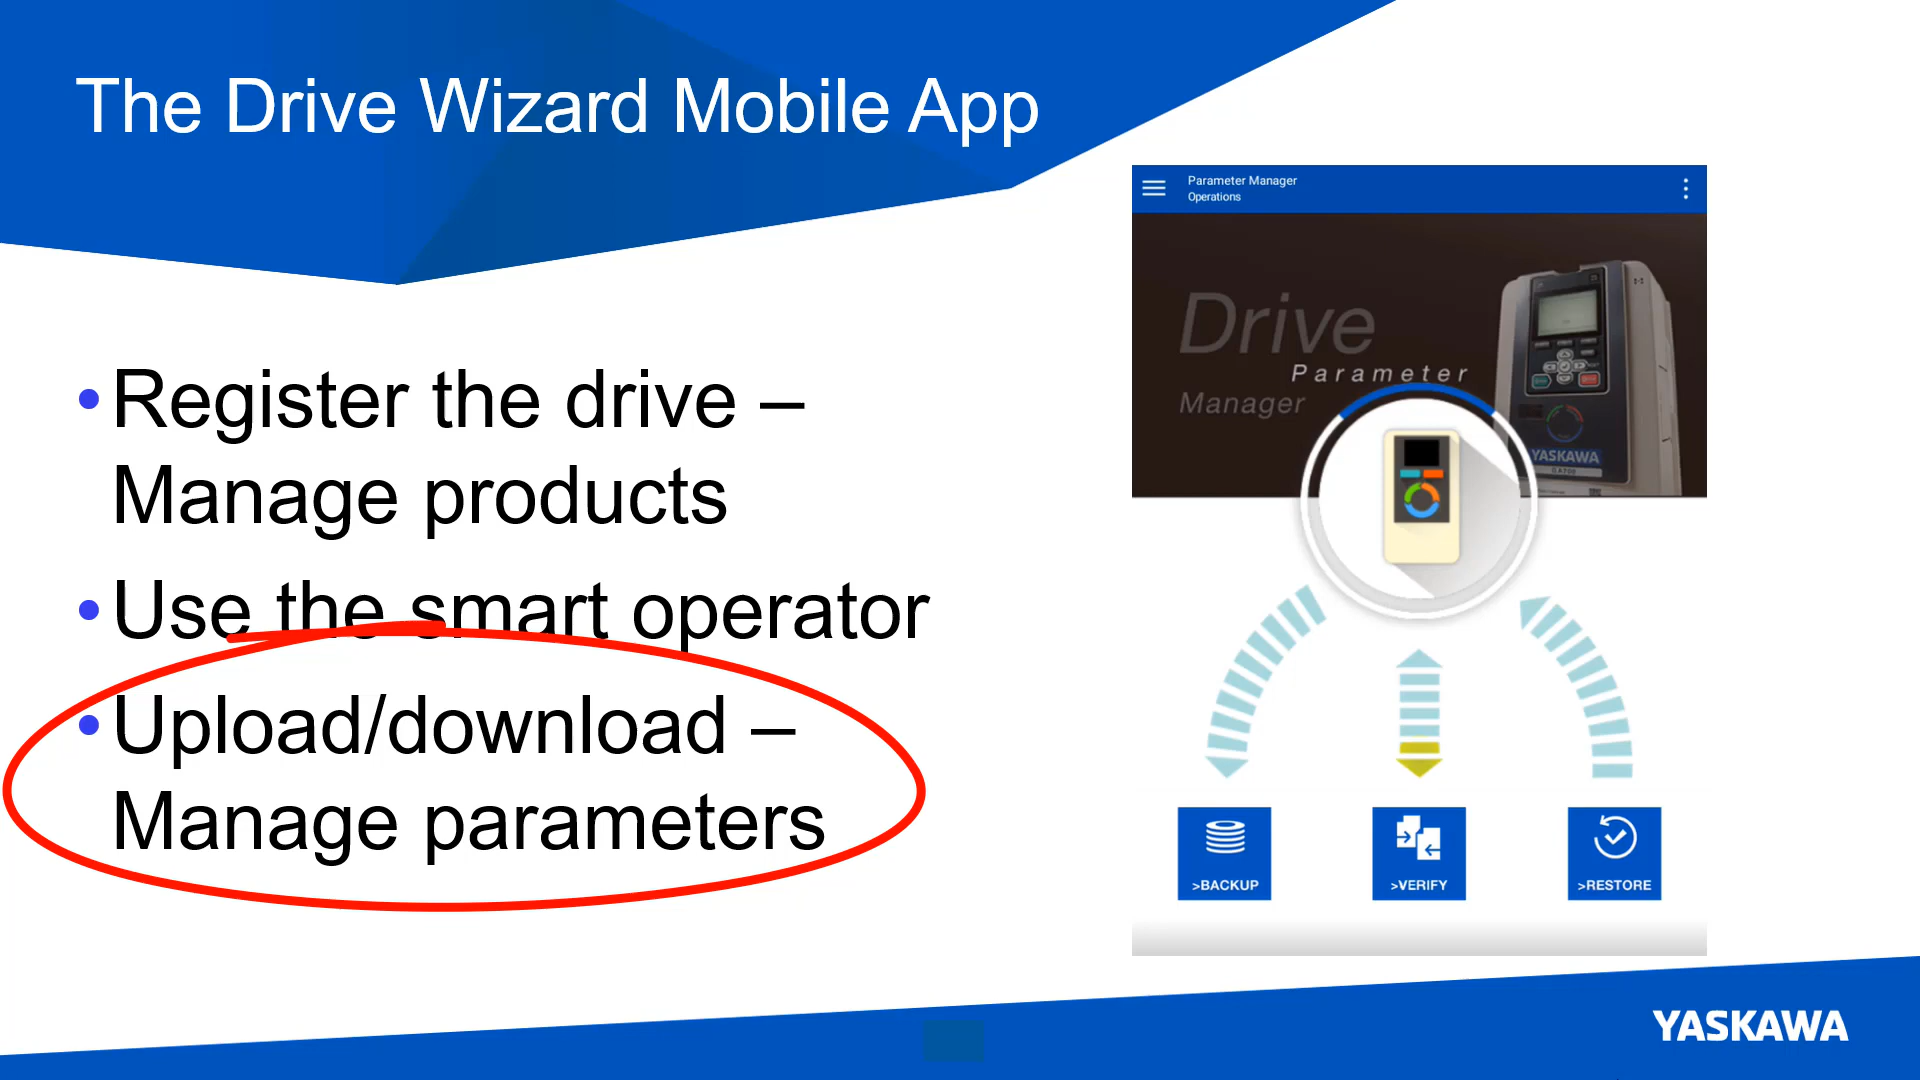 The Drive Wizard Mobile App
• Register the drive –
Manage products
• Use the smart operator
• Upload/download –
Manage parameters
Parameter Manager
Operations
Drive
Parameter
Manager
YASKAWA
GA700
>BACKUP
>VERIFY
>RESTORE
YASKAWA